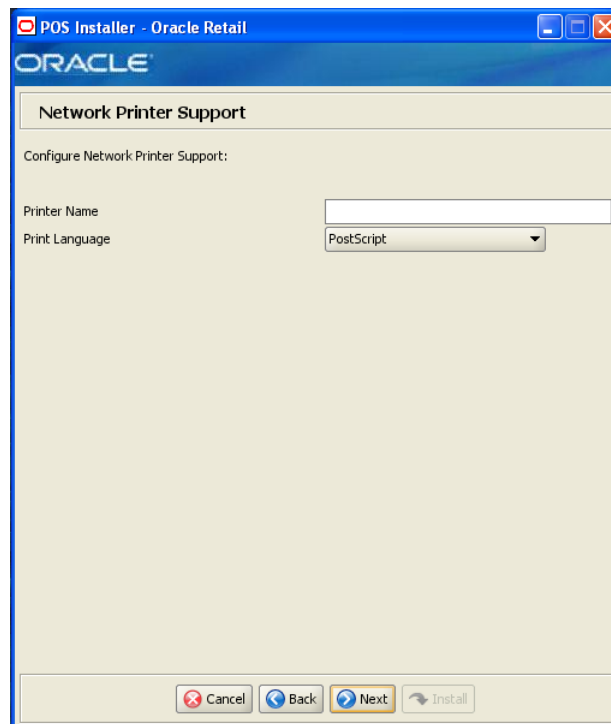 POS Installer - Oracle Retail
ORACLE
Network Printer Support
Configure Network Printer Support:
Printer Name
Print Language PostScript
Cancel Back Next Install